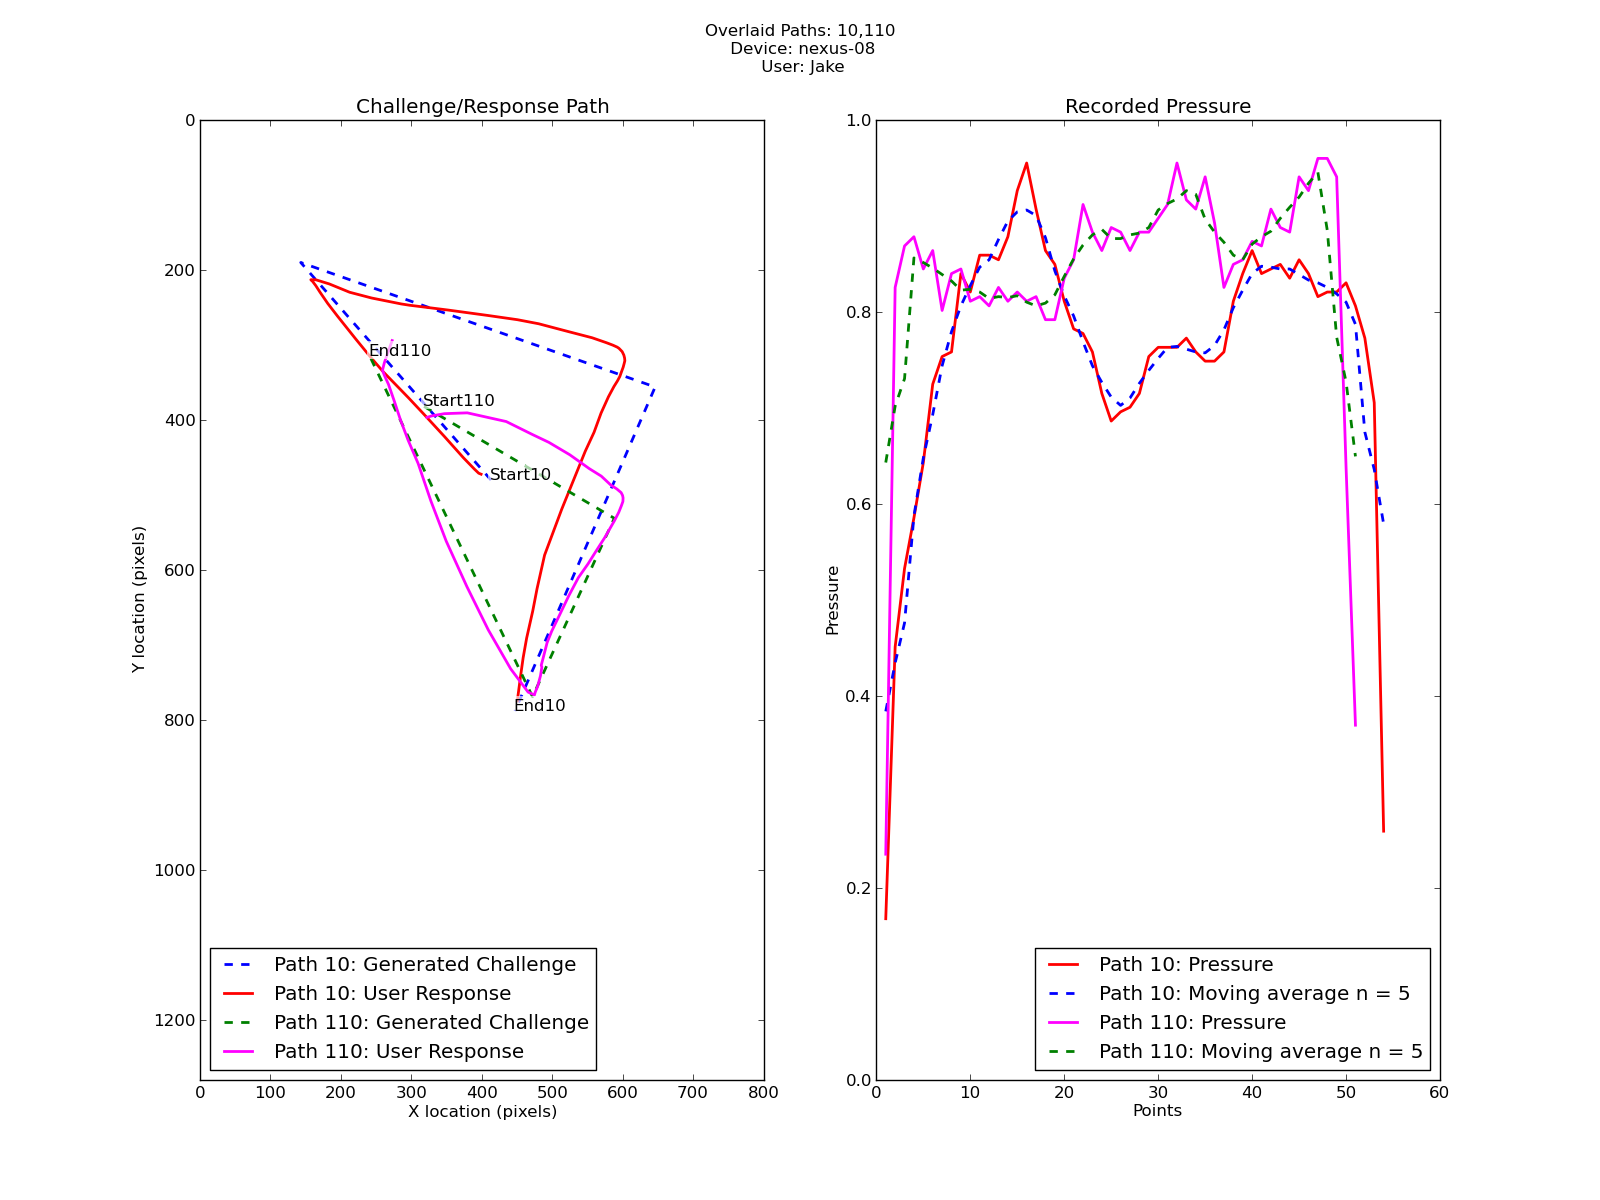 Overlaid Paths: 10,110
Device: nexus-08
User: Jake
Challenge/Response Path
0
200
400
600
800
1000
1200
Y location (pixels)
End110
Start110
Start10
End10
Path 10: Generated Challenge
Path 10: User Response
Path 110: Generated Challenge
Path 110: User Response
0 100 200 300 400 500 600 700 800
X location (pixels)
Recorded Pressure
1.0
0.8
0.6
0.4
0.2
0.0
Pressure
Path 10: Pressure
Path 10: Moving average n = 5
Path 110: Pressure
Path 110: Moving average n = 5
0 10 20 30 40 50 60
Points